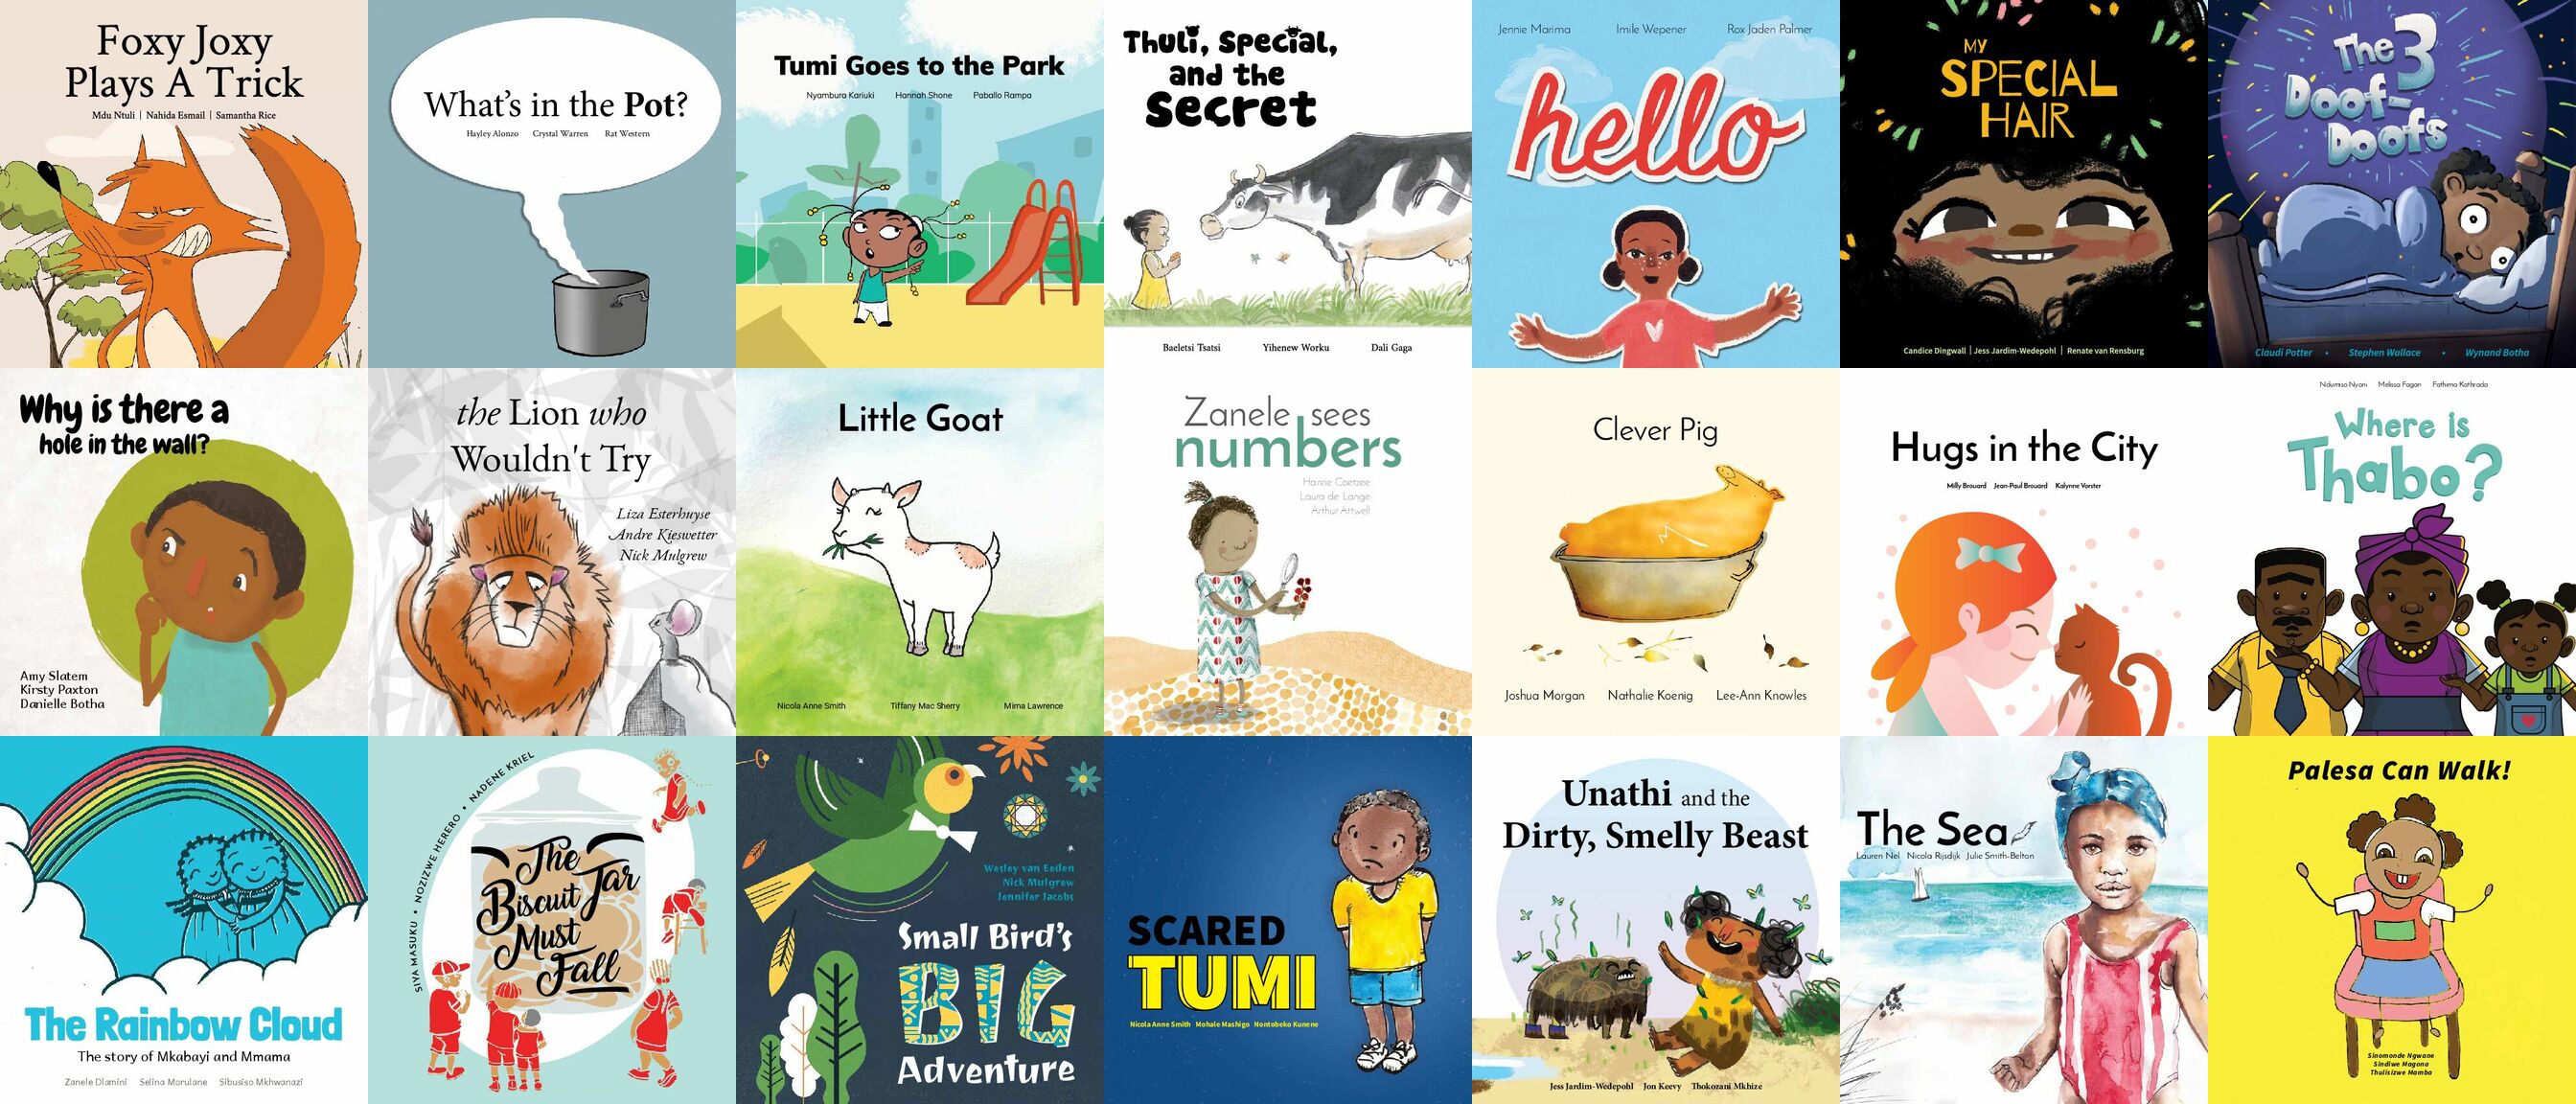 Foxy Joxy
Plays A Trick
Mdu Ntuli | Nahida Esmail | Samantha Rice
What's in the Pot?
Hayley Alonzo Crystal Warren Rat Western
Tumi Goes to the Park
Nyambura Kariuki Hannah Shone Paballo Rampa
Thuli, Special,
and the
Secret
Baeletsi Tsatsi Yihenew Worku Dali Gaga
Jennie Marima Imile Wepener Rox Jaden Palmer
hello
MY
SPECIAL
HAIR
Candice Dingwall | Jess Jardim-Wedepohl | Renate van Rensburg
The 3
Doof-
Doofs
Claudi Potter • Stephen Wallace • Wynand Botha
Why is there a
hole in the wall?
Amy Slatem
Kirsty Paxton
Danielle Botha
the Lion who
Wouldn't Try
Liza Esterhuyse
Andre Kieswetter
Nick Mulgrew
Little Goat
Nicola Anne Smith Tiffany Mac Sherry Mirna Lawrence
Zanele sees
numbers
Harrie Coetzee
Laura de Lange
Arthur Attwell
Clever Pig
Joshua Morgan Nathalie Koenig Lee-Ann Knowles
Hugs in the City
Milly Brouard Jean-Paul Brouard Kalynne Vorster
Ndumiso Nyoni Melissa Fagan Fathima Kathrada
Where is
Thabo?
The Rainbow Cloud
The story of Mkabayi and Mmama
Zanele Dlamini Selina Morulane Sibusiso Mkhwanazi
SIYA MASUKU • NOZIZWE HERERO • NADENE KRIEL
The
Biscuit Jar
Must
Fall
Wesley van Eeden
Nick Mulgrew
Jennifer Jacobs
Small Bird's
BIG
Adventure
SCARED
TUMI
Nicola Anne Smith Mohale Mashigo Nontobeko Kunene
Unathi and the
Dirty, Smelly Beast
Jess Jardim-Wedepohl Jon Keevy Thokozani Mkhize
The Sea
Lauren Nel Nicola Rijsdijk Julie Smith-Belton
Palesa Can Walk!
Sinomonde Ngwane
Sindiwe Magona
Thulisizwe Mamba